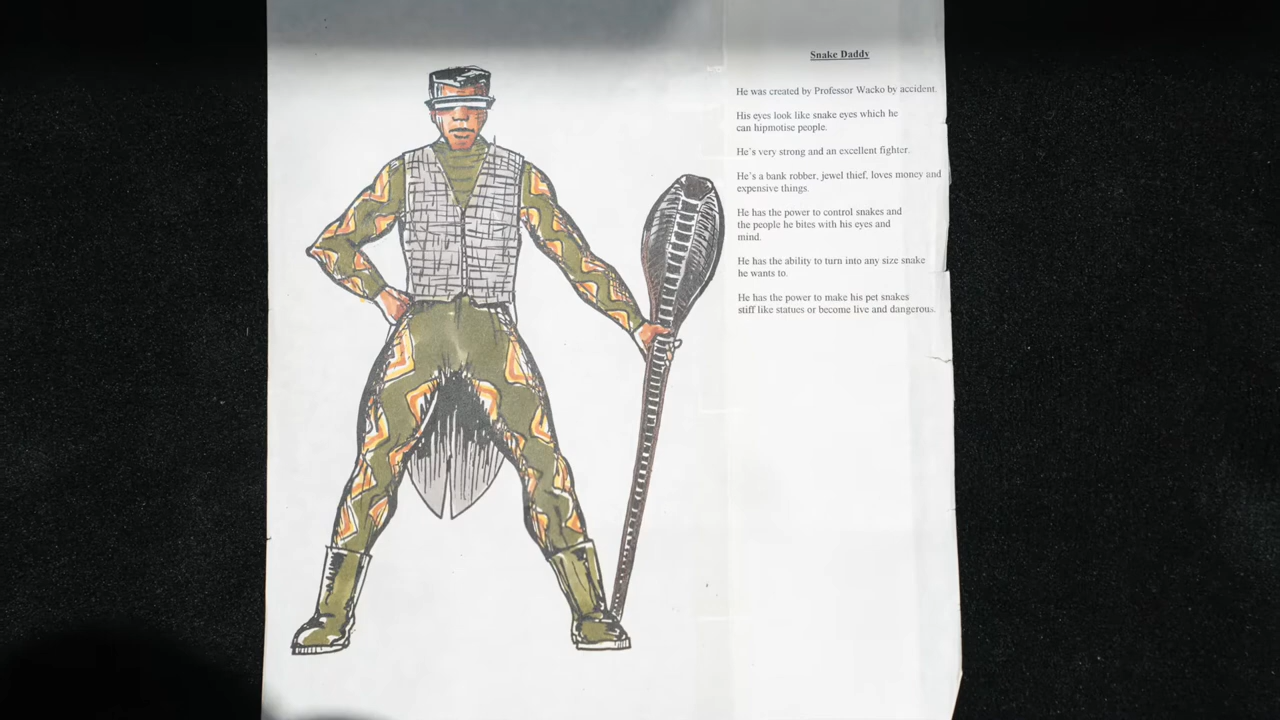 Snake Daddy
He was created by Professor Wacko by accident.
His eyes look like snake eyes which he
can hipmotise people.
He's very strong and an excellent fighter.
He's a bank robber, jewel thief, loves money and
expensive things.
He has the power to control snakes and
the people he bites with his eyes and
mind.
He has the ability to turn into any size snake
he wants to.
He has the power to make his pet snakes
stiff like statues or become live and dangerous.